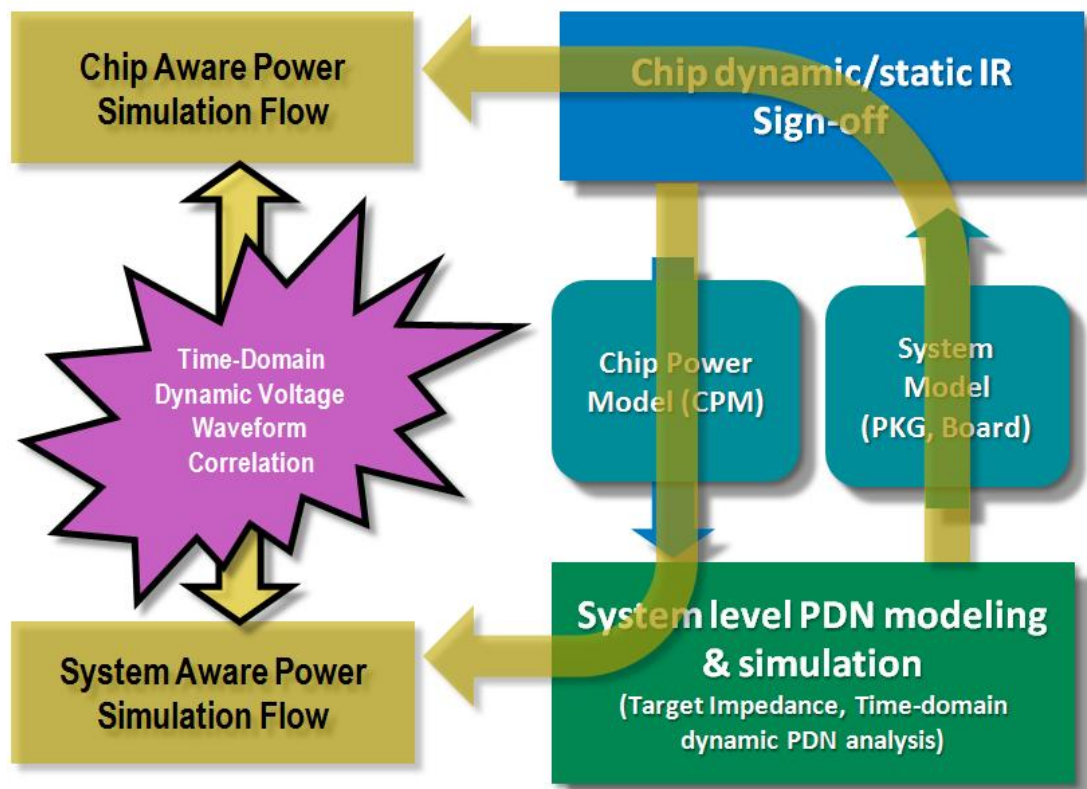 Chip Aware Power
Simulation Flow
Chip dynamic/static IR
Sign-off
Time-Domain
Dynamic Voltage
Waveform
Correlation
Chip Power
Model (CPM)
System
Model
(PKG, Board)
System Aware Power
Simulation Flow
System level PDN modeling
& simulation
(Target Impedance, Time-domain
dynamic PDN analysis)